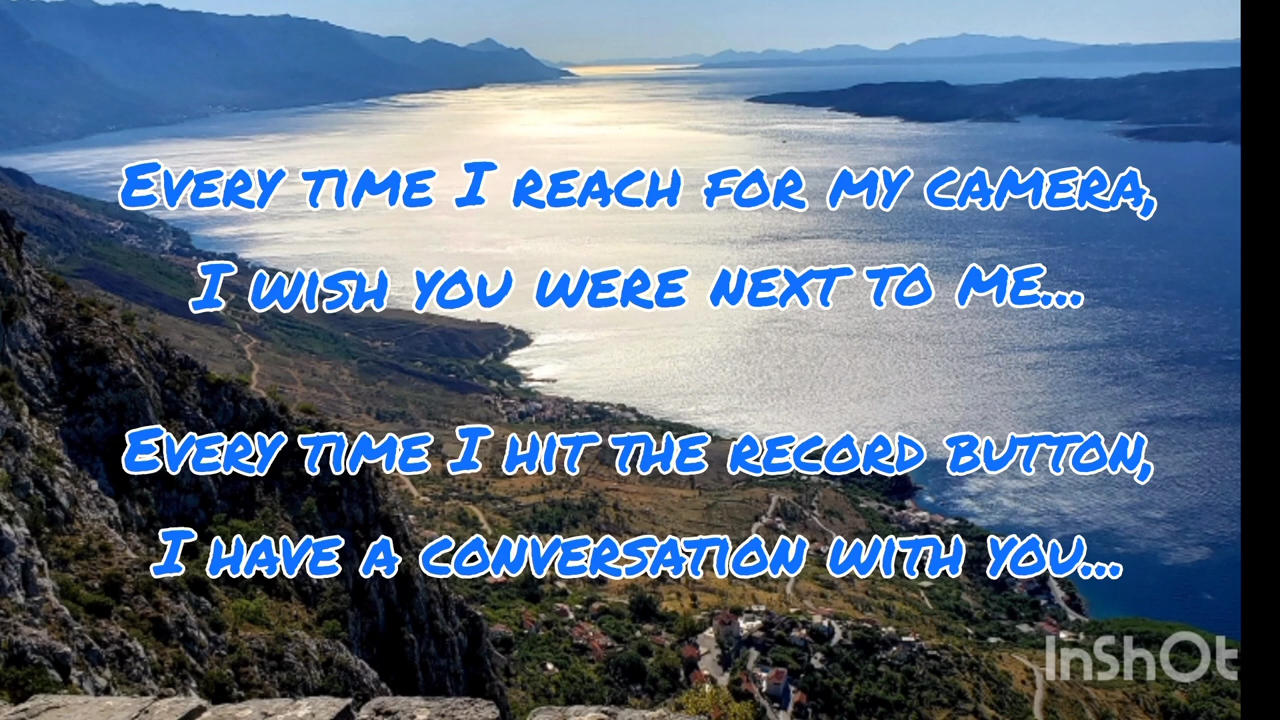 Every time I reach for my camera,
I wish you were next to me...
Every time I hit the record button,
I have a conversation with you...
InShOt